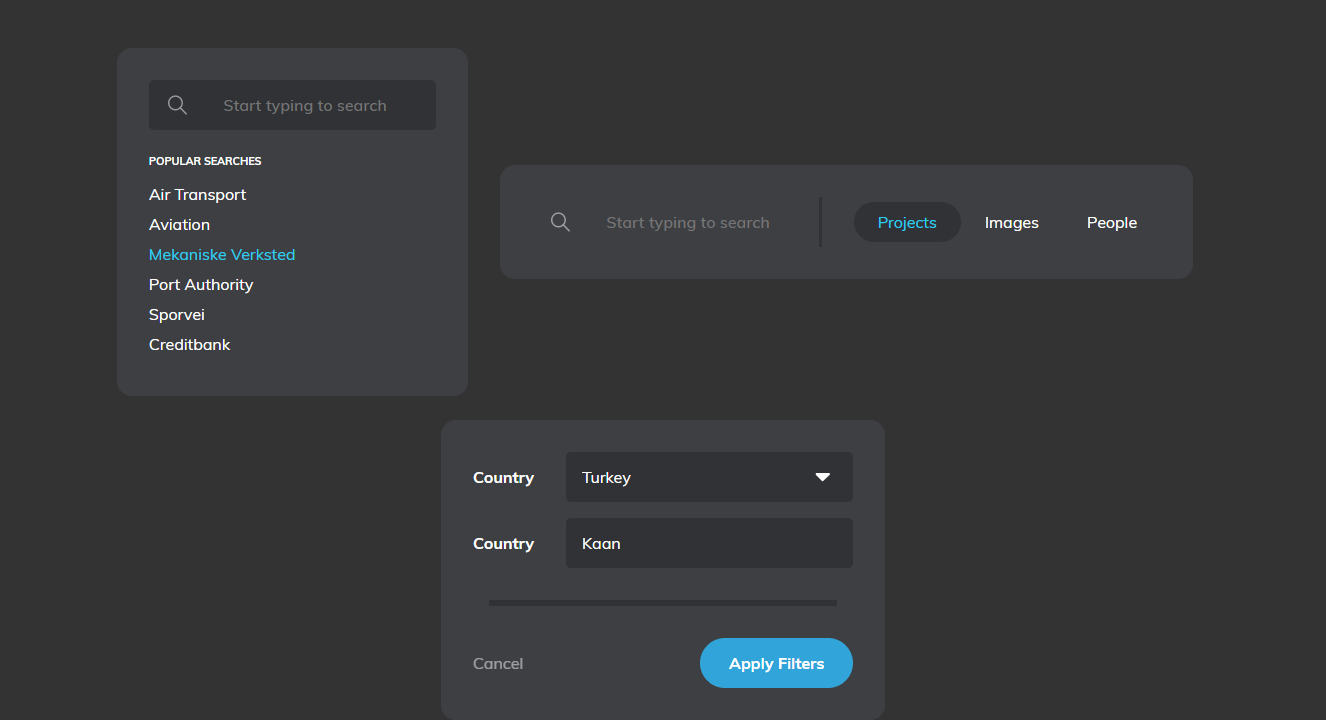 Start typing to search
POPULAR SEARCHES
Air Transport
Aviation
Mekaniske Verksted
Port Authority
Sporvei
Creditbank
Start typing to search
Projects
Images
People
Country
Turkey
Country
Kaan
Cancel
Apply Filters